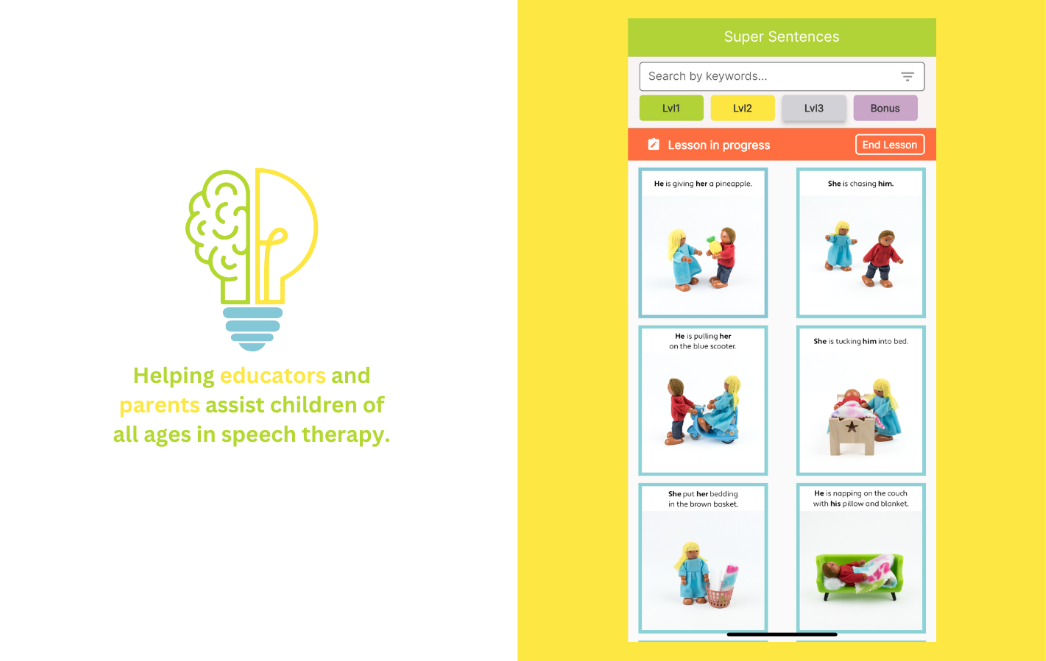 Helping educators and
parents assist children of
all ages in speech therapy.
Super Sentences
Search by keywords...
Lvl1
Lvl2
Lvl3
Bonus
Lesson in progress
End Lesson
He is giving her a pineapple.
She is chasing him.
He is pulling her
on the blue scooter.
She is tucking him into bed.
She put her bedding
in the brown basket.
He is napping on the couch
with his pillow and blanket.